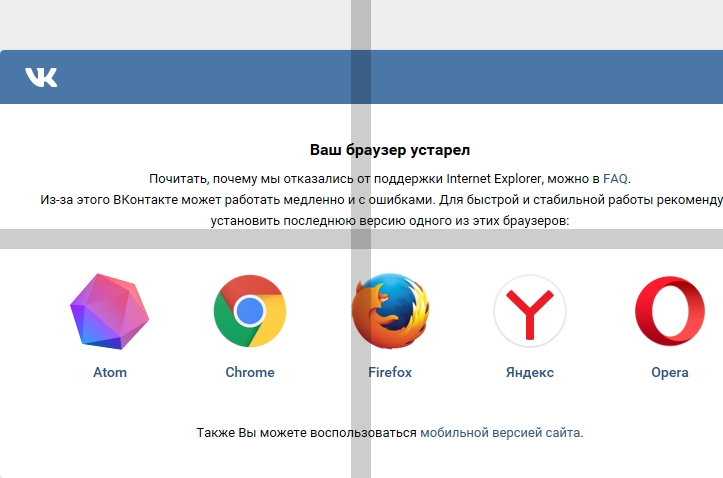 Ваш браузер устарел
Почитать, почему мы отказались от поддержки Internet Explorer, можно в FAQ.
Из-за этого ВКонтакте может работать медленно и с ошибками. Для быстрой и стабильной работы рекоменду
установить последнюю версию одного из этих браузеров:
Atom Chrome Firefox Яндекс Opera
Также Вы можете воспользоваться мобильной версией сайта.